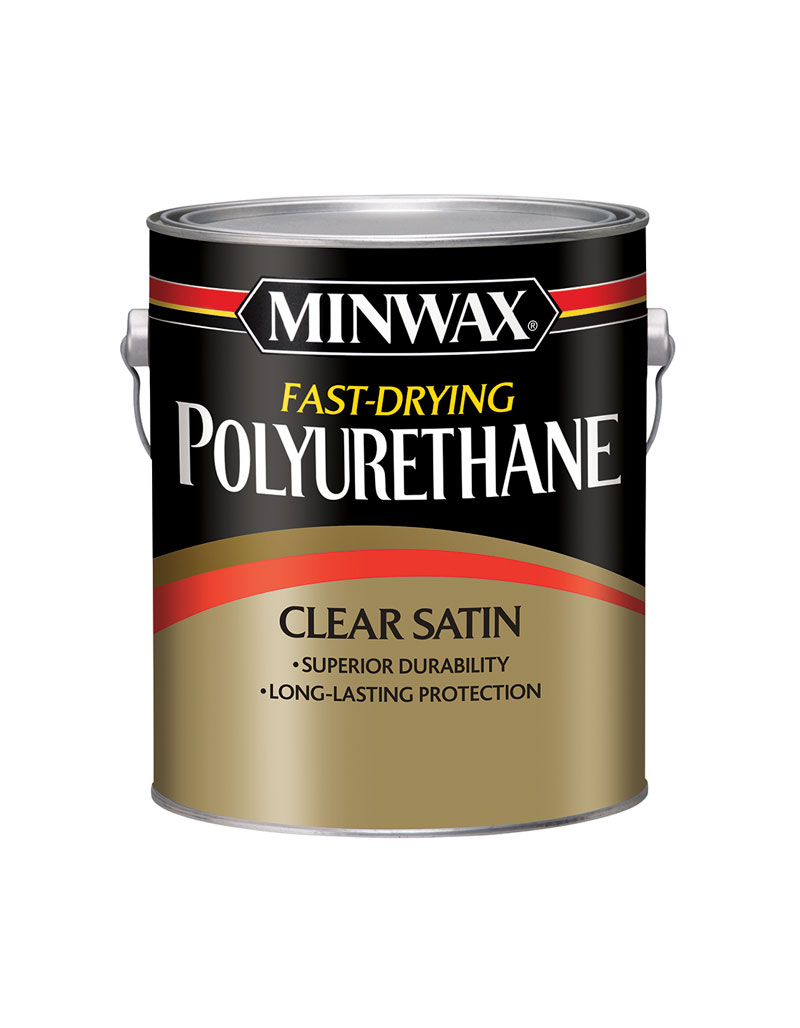 MINWAX®
FAST-DRYING
POLYURETHANE
CLEAR SATIN
•SUPERIOR DURABILITY
•LONG-LASTING PROTECTION